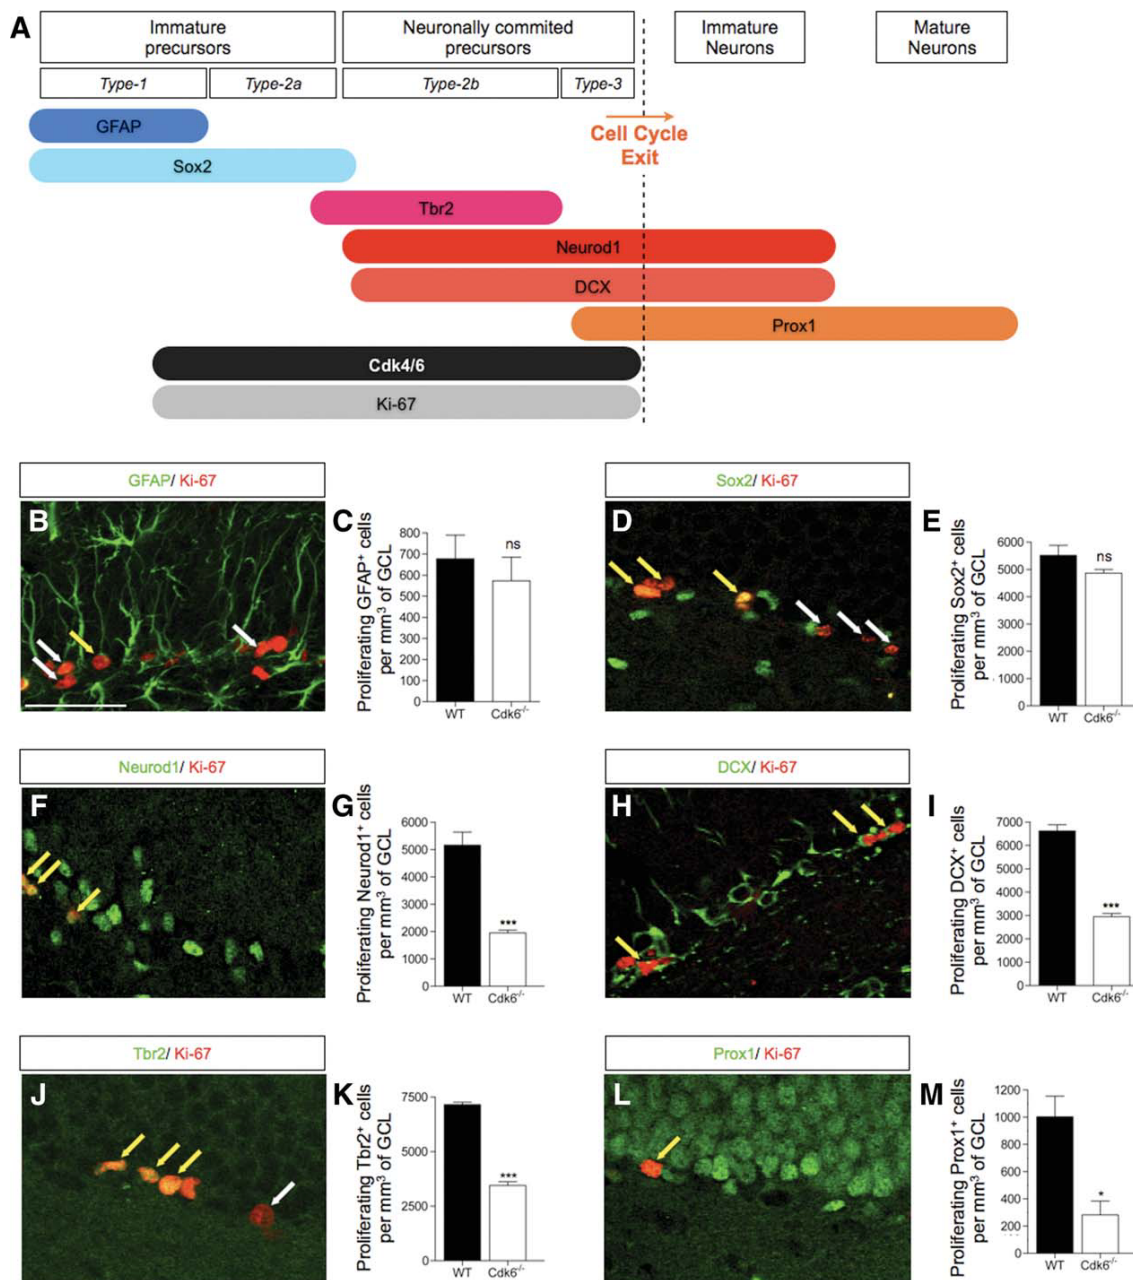 A
Immature
precursors
Neuronally commited
precursors
Immature
Neurons
Mature
Neurons
Type-1
Type-2a
Type-2b
Type-3
GFAP
Cell Cycle
Exit
Sox2
Tbr2
Neurod1
DCX
Prox1
Cdk4/6
Ki-67
GFAP/ Ki-67
B
C
Proliferating GFAP⁺ cells
per mm³ of GCL
800
700
600
500
400
300
200
100
0
ns
WT
Cdk6⁻/⁻
Sox2/ Ki-67
D
E
Proliferating Sox2⁺ cells
per mm³ of GCL
6000
5000
4000
3000
2000
1000
0
ns
WT
Cdk6⁻/⁻
Neurod1/ Ki-67
F
G
Proliferating Neurod1⁺ cells
per mm³ of GCL
6000
5000
4000
3000
2000
1000
0
***
WT
Cdk6⁻/⁻
DCX/ Ki-67
H
I
Proliferating DCX⁺ cells
per mm³ of GCL
7000
6000
5000
4000
3000
2000
1000
0
***
WT
Cdk6⁻/⁻
Tbr2/ Ki-67
J
K
Proliferating Tbr2⁺ cells
per mm³ of GCL
7500
5000
2500
0
***
WT
Cdk6⁻/⁻
Prox1/ Ki-67
L
M
Proliferating Prox1⁺ cells
per mm³ of GCL
1200
1000
800
600
400
200
0
*
WT
Cdk6⁻/⁻